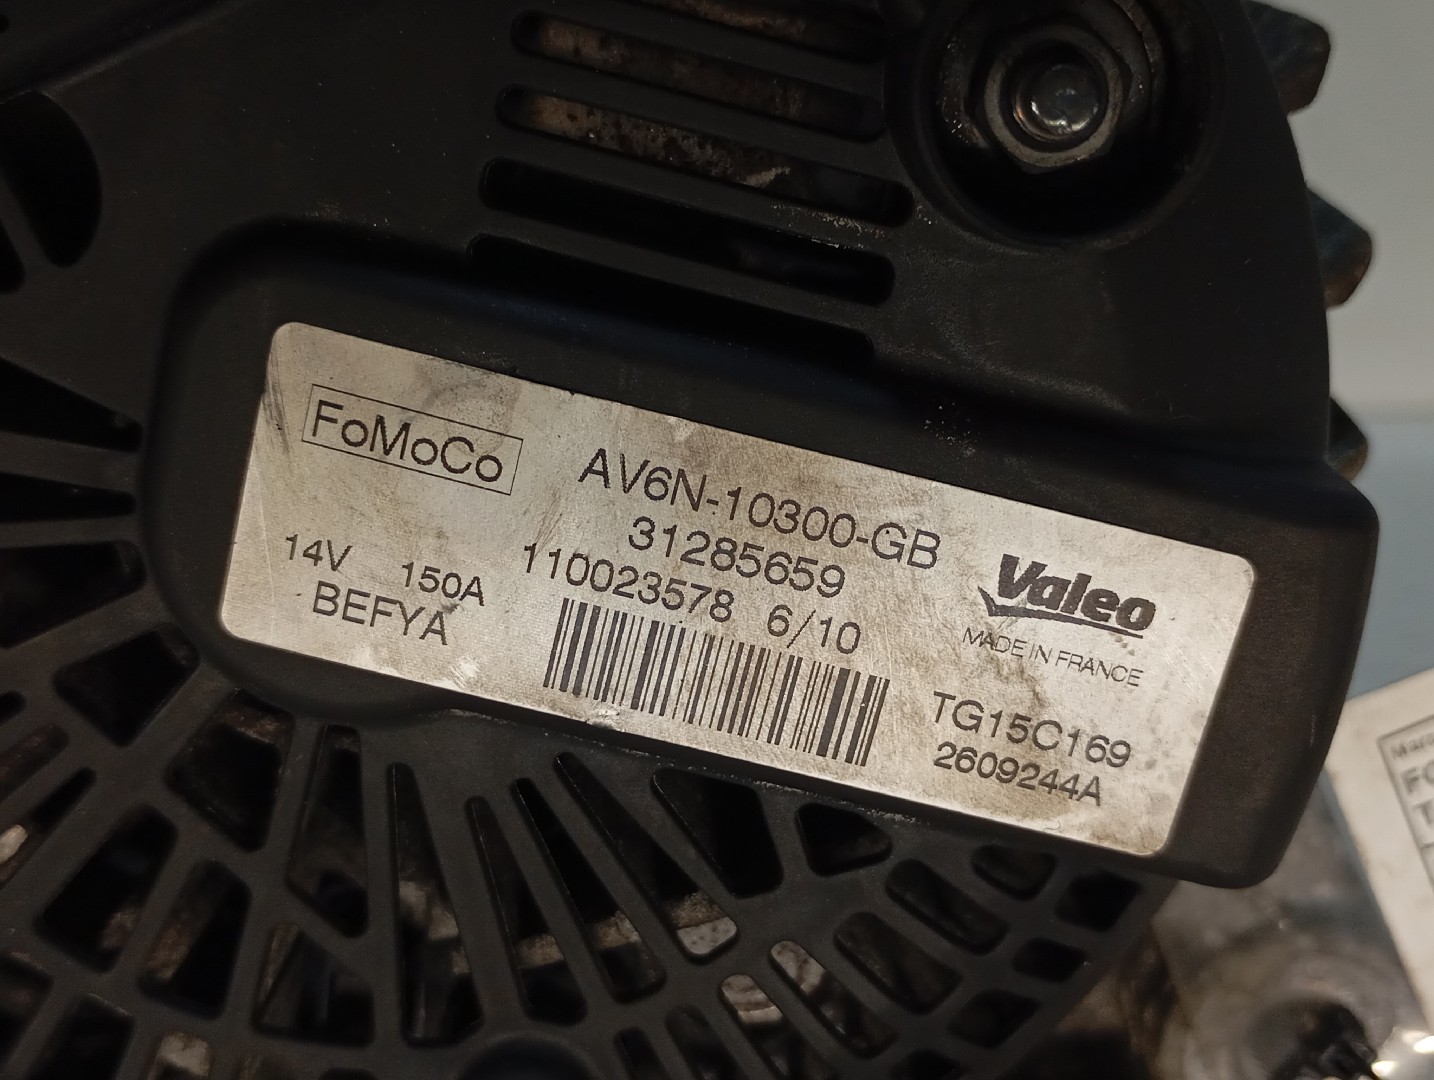 FoMoCo
AV6N-10300-GB
31285659
14V 150A
110023578 6/10
BEFYA
Valeo
MADE IN FRANCE
TG15C169
2609244A